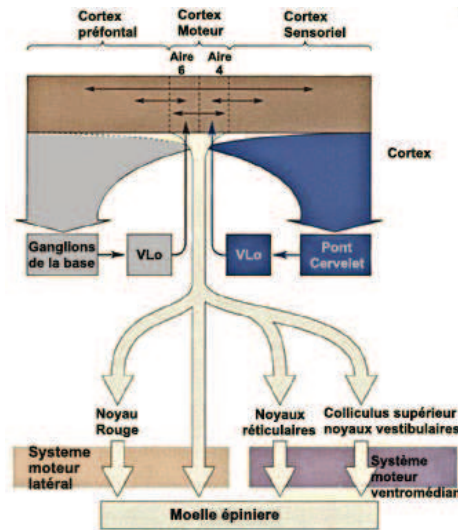 Cortex
préfontal
Cortex
Moteur
Cortex
Sensoriel
Aire
6
Aire
4
Cortex
Ganglions
de la base
VLo
VLo
Pont
Cervelet
Noyau
Rouge
Noyaux
réticulaires
Colliculus supérieur
noyaux vestibulaires
Systeme
moteur
latéral
Système
moteur
ventromédian
Moelle épiniere